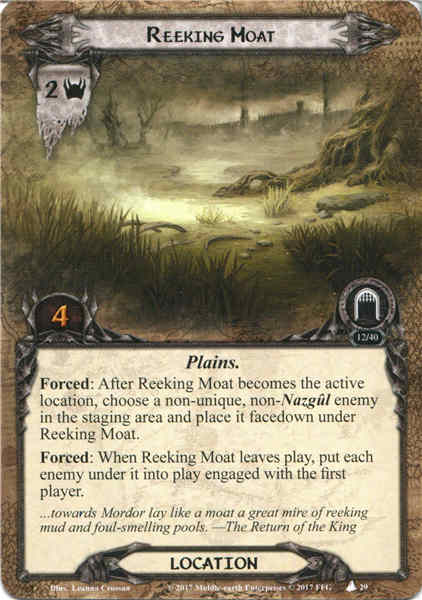 REEKING MOAT
2
4
12/40
Plains.
Forced: After Reeking Moat becomes the active
location, choose a non-unique, non-Nazgûl enemy
in the staging area and place it facedown under
Reeking Moat.
Forced: When Reeking Moat leaves play, put each
enemy under it into play engaged with the first
player.
...towards Mordor lay like a moat a great mire of reeking
mud and foul-smelling pools. —The Return of the King
LOCATION
Illus. Leanna Crossan © 2017 Middle-earth Enterprises © 2017 FFG 29